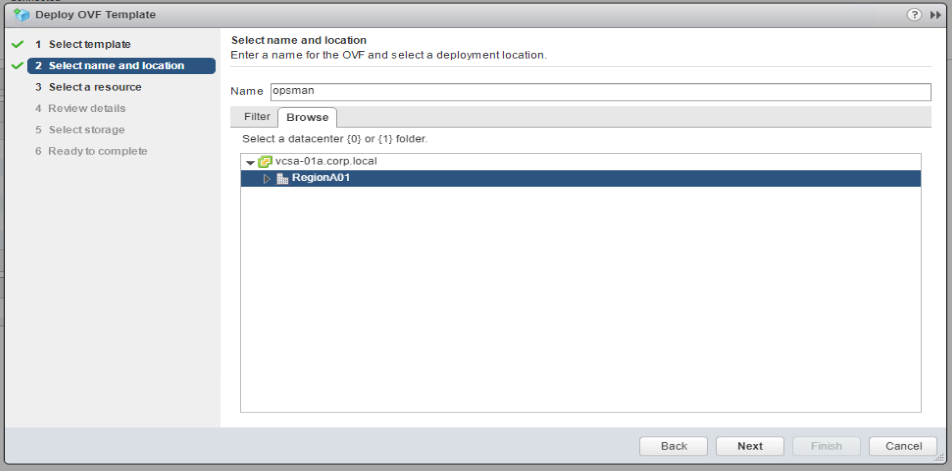 Deploy OVF Template
1 Select template
2 Select name and location
3 Select a resource
4 Review details
5 Select storage
6 Ready to complete
Select name and location
Enter a name for the OVF and select a deployment location.
Name opsman
Filter Browse
Select a datacenter {0} or {1} folder.
vcsa-01a.corp.local
RegionA01
Back Next Finish Cancel